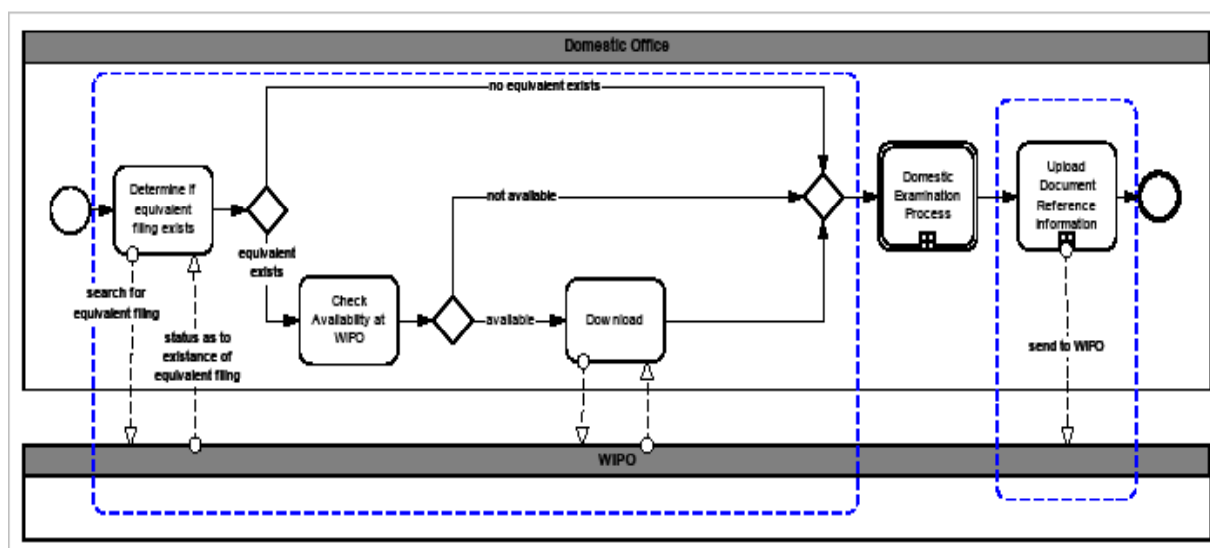 Domestic Office
no equivalent exists
Determine if
equivalent
filing exists
Domestic
Examination
Process
Upload
Document
Reference
Information
not available
equivalent
exists
search for
equivalent filing
Check
Availability at
WIPO
available
Download
status as to
existance of
equivalent filing
send to WIPO
WIPO